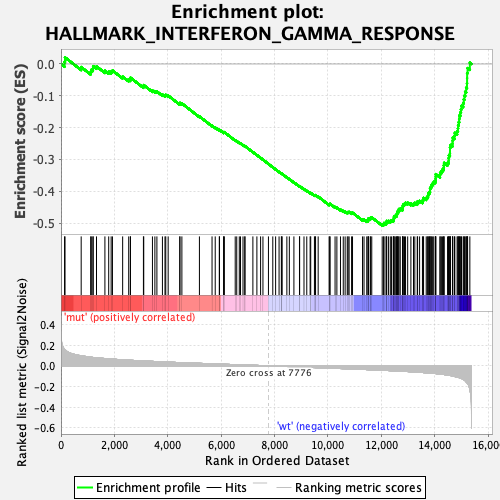 Enrichment plot:
HALLMARK_INTERFERON_GAMMA_RESPONSE
Enrichment score (ES)
0.0
-0.1
-0.2
-0.3
-0.4
-0.5
'mut' (positively correlated)
Ranked list metric (Signal2Noise)
0.4
0.2
0.0
-0.2
-0.4
-0.6
Zero cross at 7776
'wt' (negatively correlated)
0 2,000 4,000 6,000 8,000 10,000 12,000 14,000 16,000
Rank in Ordered Dataset
Enrichment profile Hits Ranking metric scores